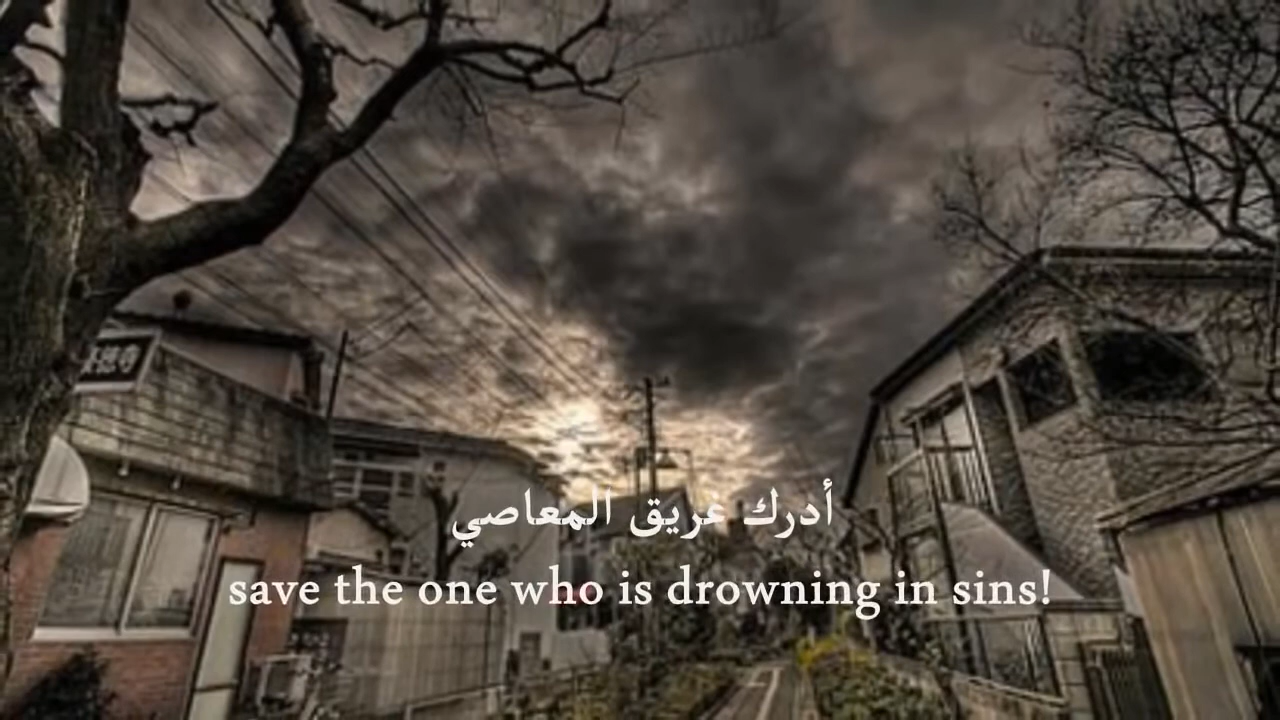 أدرك غريق المعاصي
save the one who is drowning in sins!